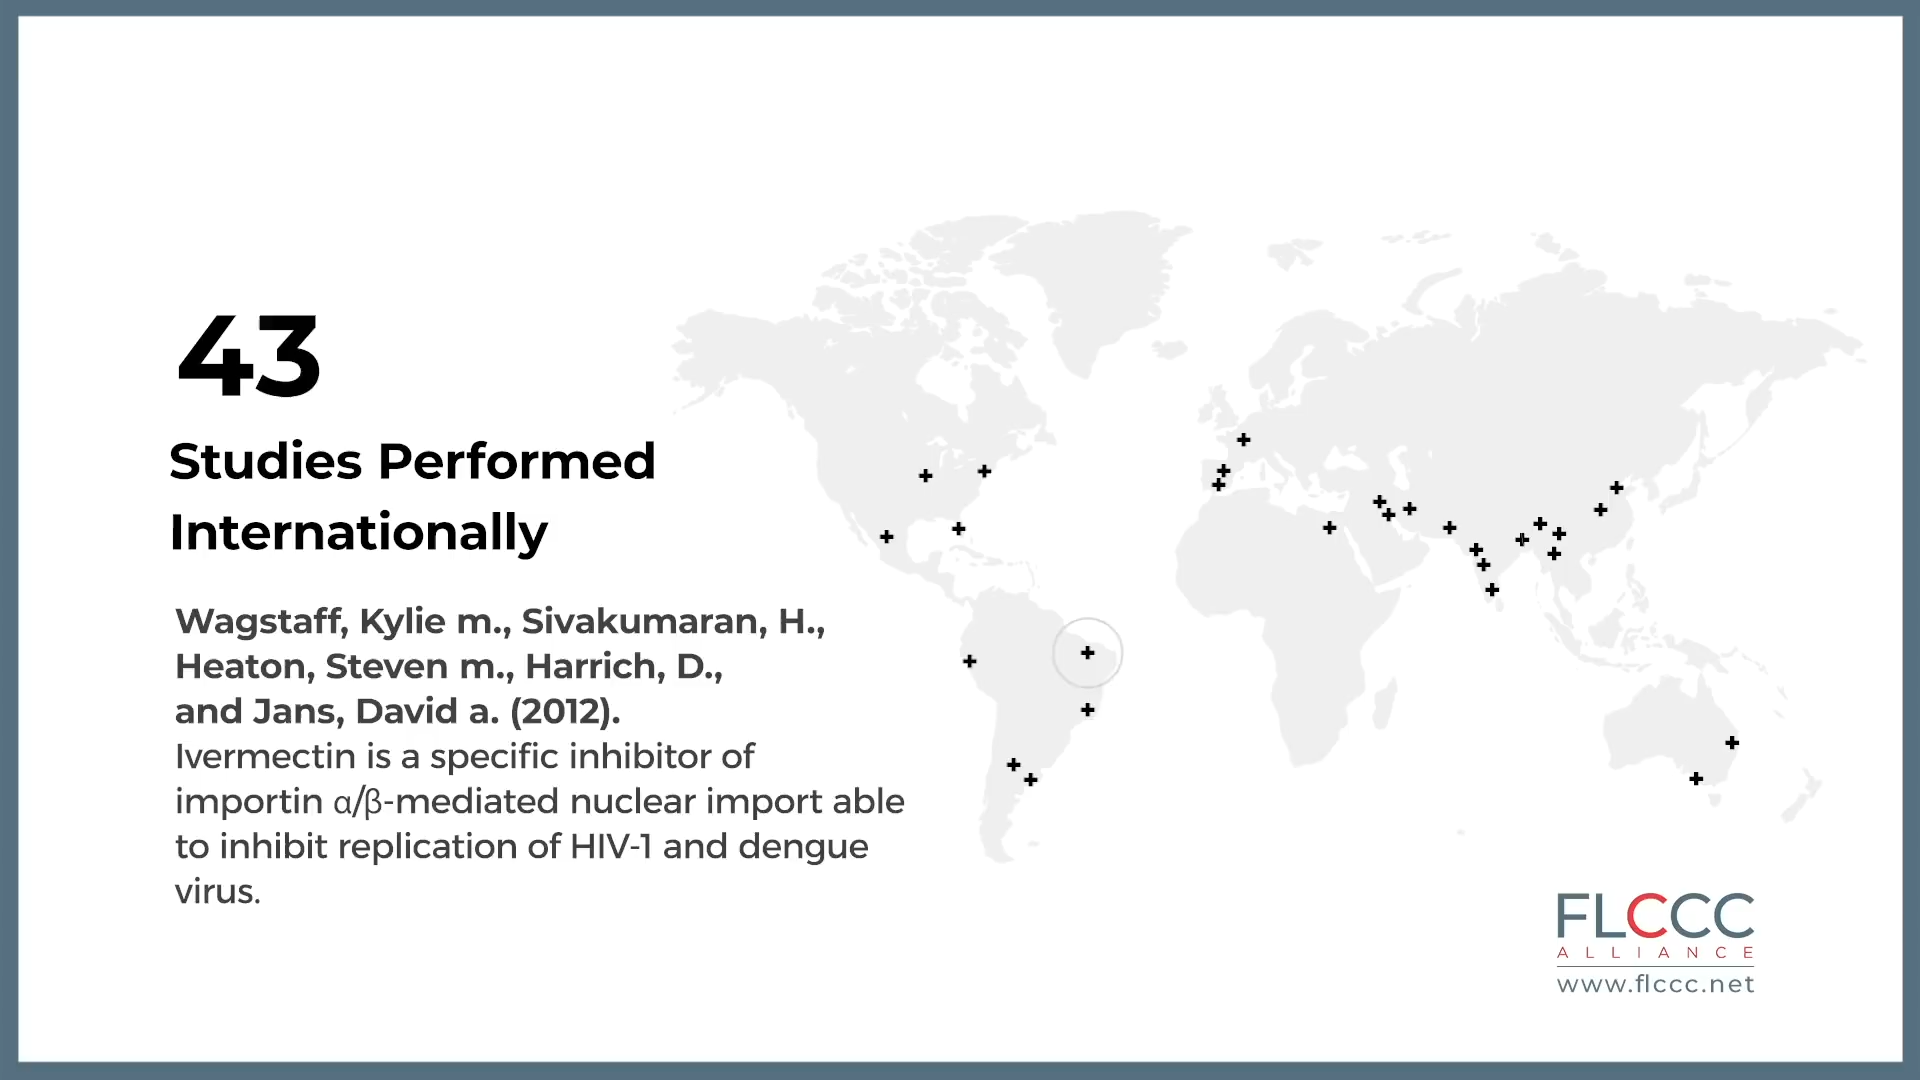 43
Studies Performed
Internationally
Wagstaff, Kylie m., Sivakumaran, H.,
Heaton, Steven m., Harrich, D.,
and Jans, David a. (2012).
Ivermectin is a specific inhibitor of
importin α/β-mediated nuclear import able
to inhibit replication of HIV-1 and dengue
virus.
FLCCC
ALLIANCE
www.flccc.net